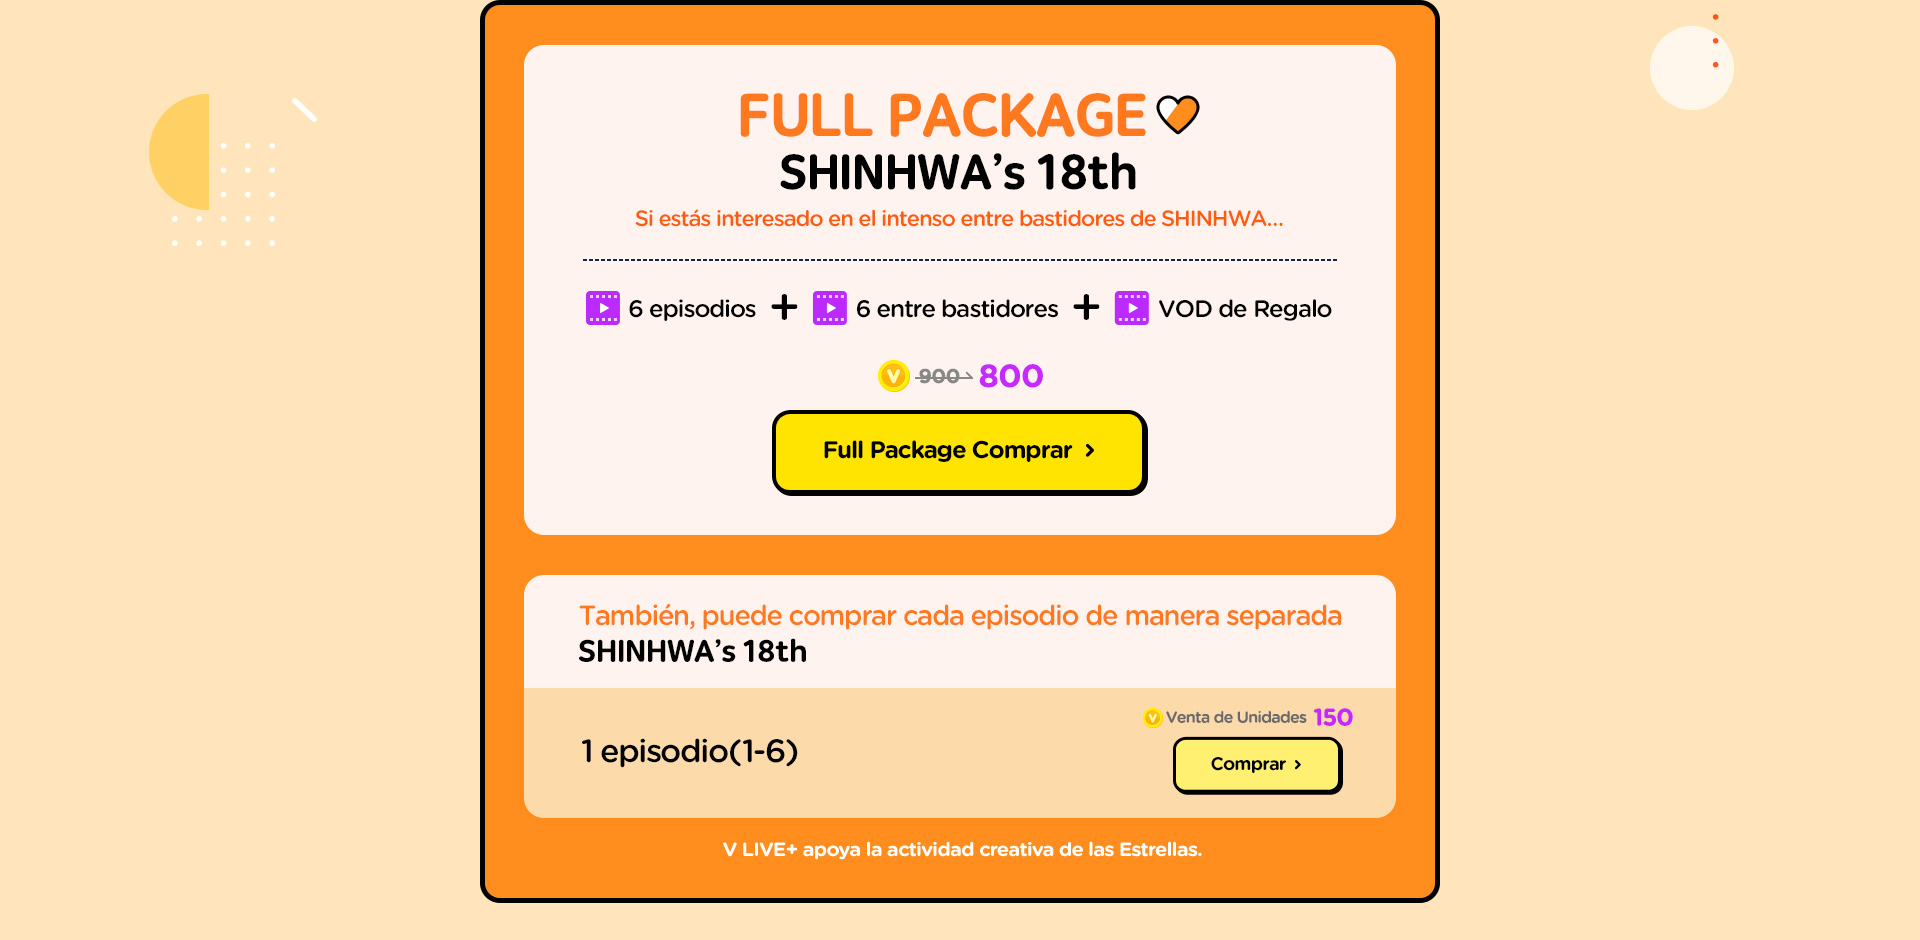 FULL PACKAGE
SHINHWA’s 18th
Si estás interesado en el intenso entre bastidores de SHINHWA...
6 episodios + 6 entre bastidores + VOD de Regalo
V 900 > 800
Full Package Comprar >
También, puede comprar cada episodio de manera separada
SHINHWA’s 18th
V Venta de Unidades 150
1 episodio(1-6)
Comprar >
V LIVE+ apoya la actividad creativa de las Estrellas.